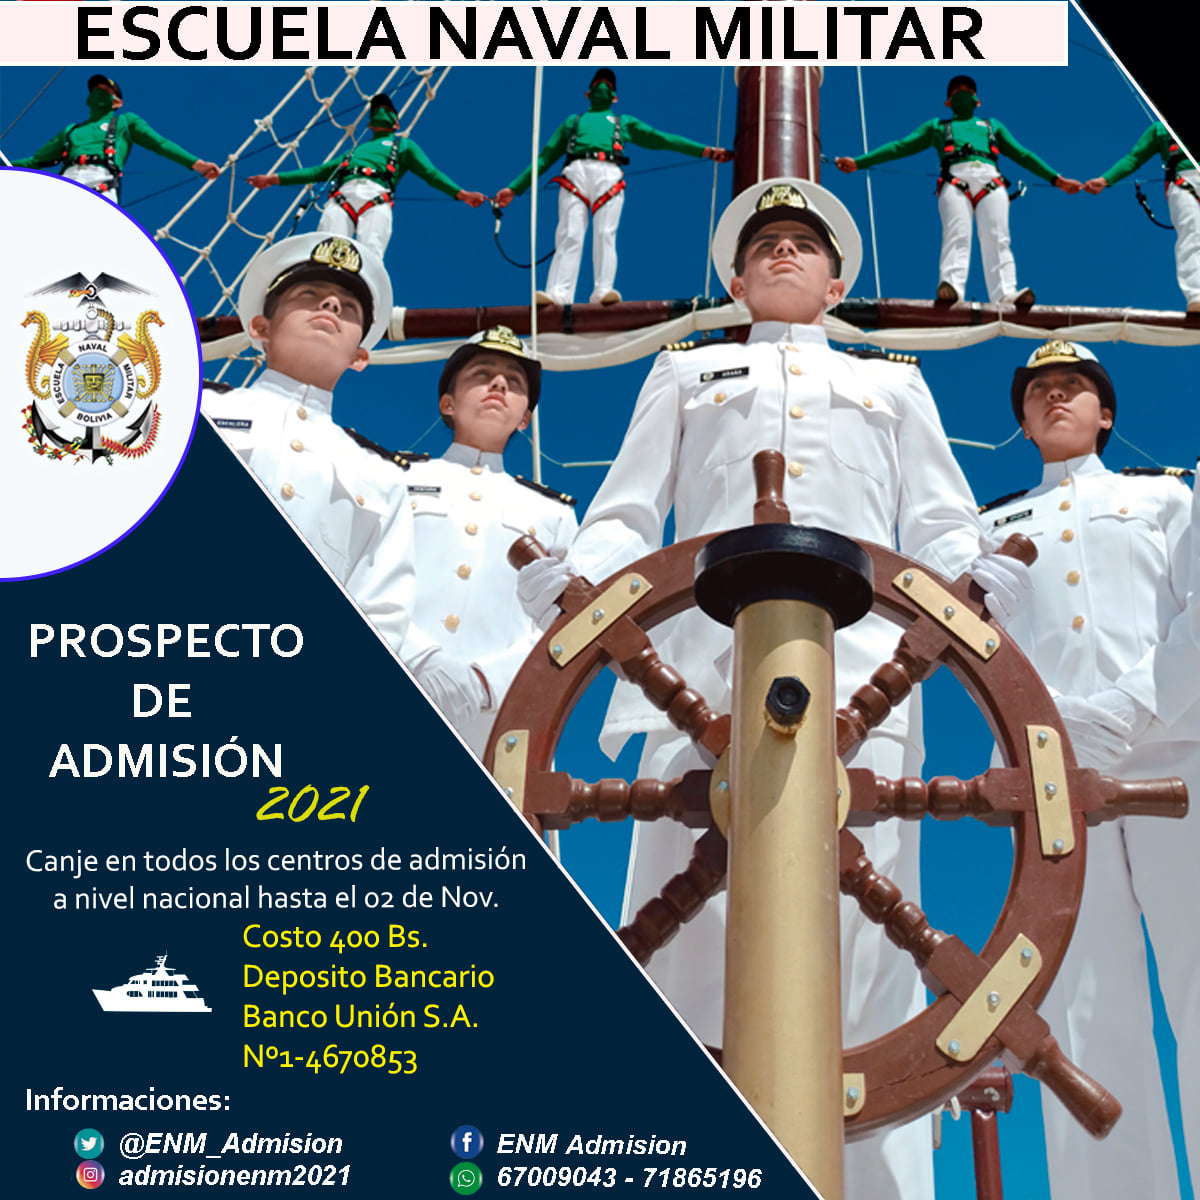 ESCUELA NAVAL MILITAR
ESCUELA NAVAL MILITAR
BOLIVIA
ARANA
PROSPECTO
DE
ADMISIÓN
2021
Canje en todos los centros de admisión
a nivel nacional hasta el 02 de Nov.
Costo 400 Bs.
Deposito Bancario
Banco Unión S.A.
Nº1-4670853
Informaciones:
@ENM_Admision
ENM Admision
admisionenm2021
67009043 - 71865196